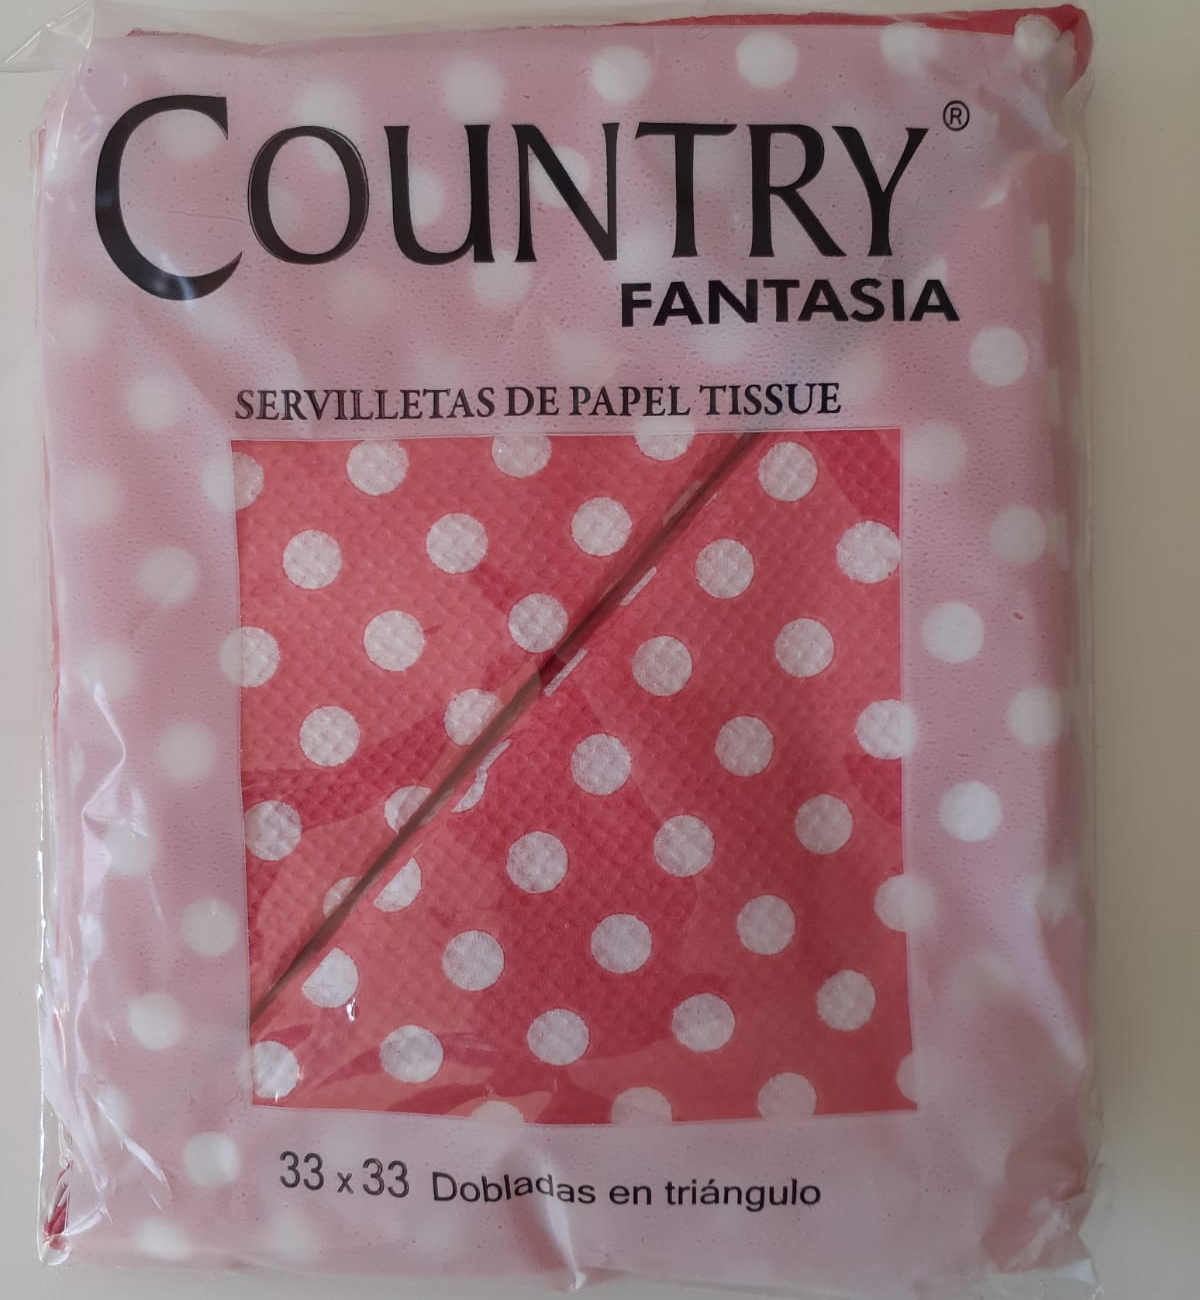 COUNTRY®
FANTASIA
SERVILLETAS DE PAPEL TISSUE
33 x 33 Dobladas en triángulo